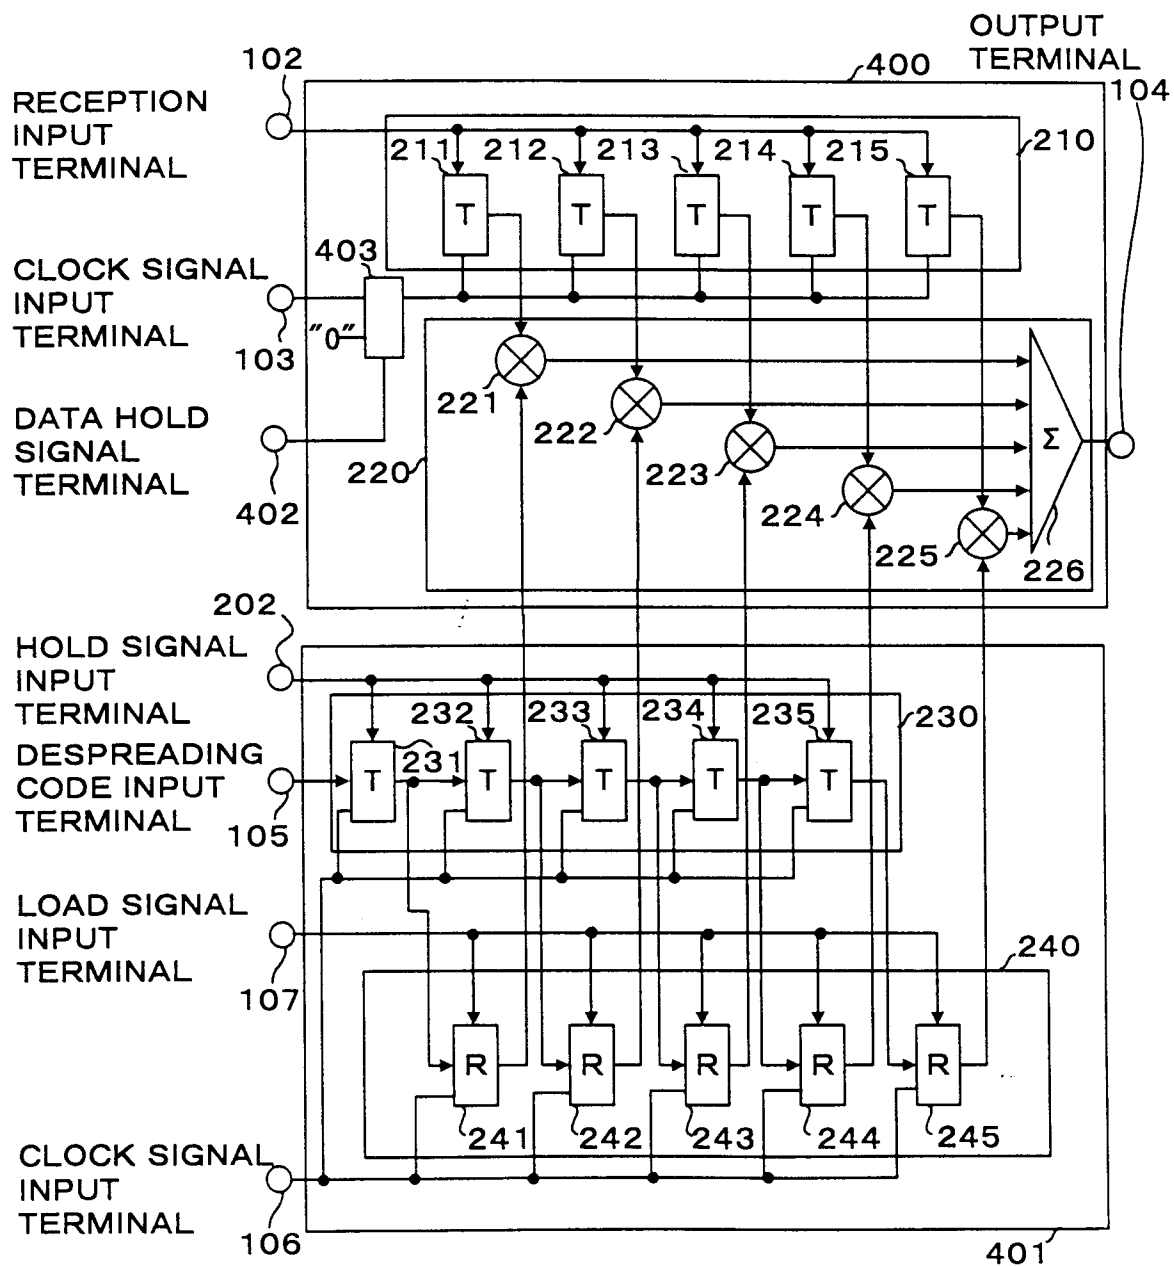 OUTPUT
TERMINAL
102
400
104
RECEPTION
INPUT
TERMINAL
211
212
213
214
215
210
T
T
T
T
T
403
CLOCK SIGNAL
INPUT
TERMINAL
"0"
103
221
DATA HOLD
SIGNAL
TERMINAL
222
Σ
220
223
402
224
225
226
202
HOLD SIGNAL
INPUT
TERMINAL
232
233
234
235
230
231
DESPREADING
CODE INPUT
TERMINAL
T
T
T
T
T
105
LOAD SIGNAL
INPUT
TERMINAL
240
107
R
R
R
R
R
241
242
243
244
245
CLOCK SIGNAL
INPUT
TERMINAL
106
401